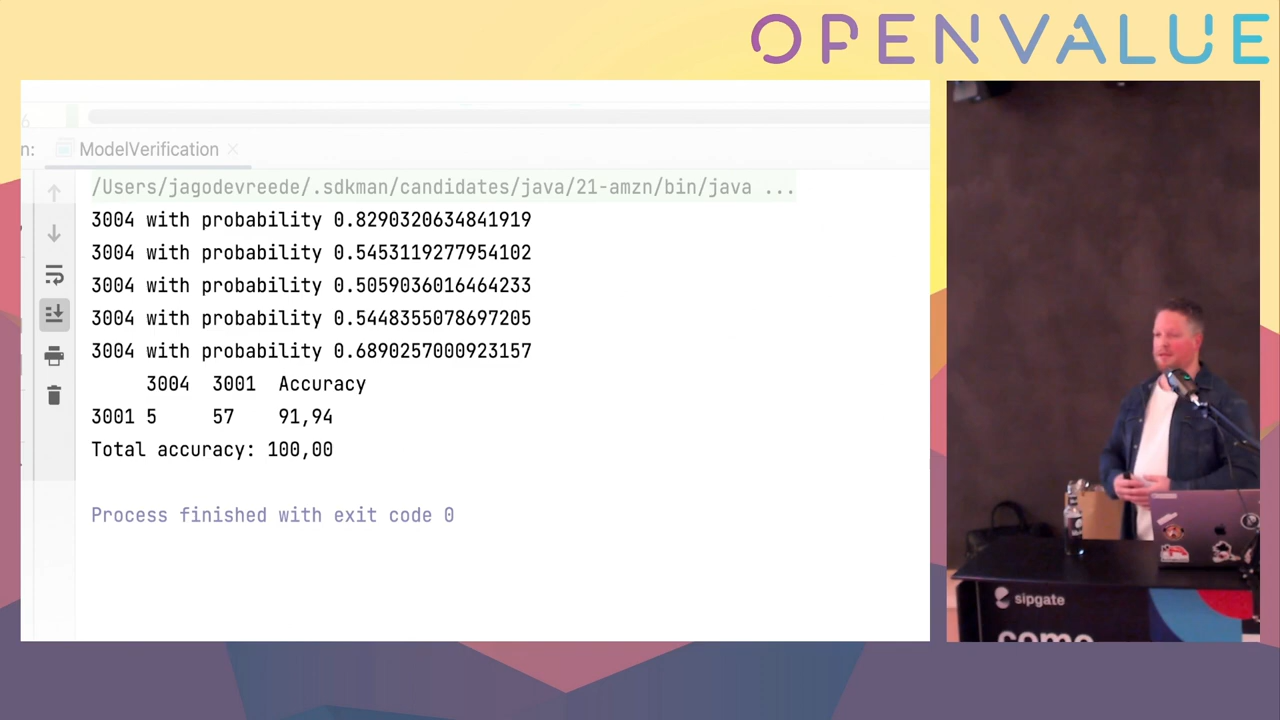 OPENVALUE
6
n:
ModelVerification ×
/Users/jagodevreede/.sdkman/candidates/java/21-amzn/bin/java ...
3004 with probability 0.8290320634841919
3004 with probability 0.5453119277954102
3004 with probability 0.5059036016464233
3004 with probability 0.5448355078697205
3004 with probability 0.6890257000923157
3004 3001 Accuracy
3001 5 57 91,94
Total accuracy: 100,00
Process finished with exit code 0
sipgate